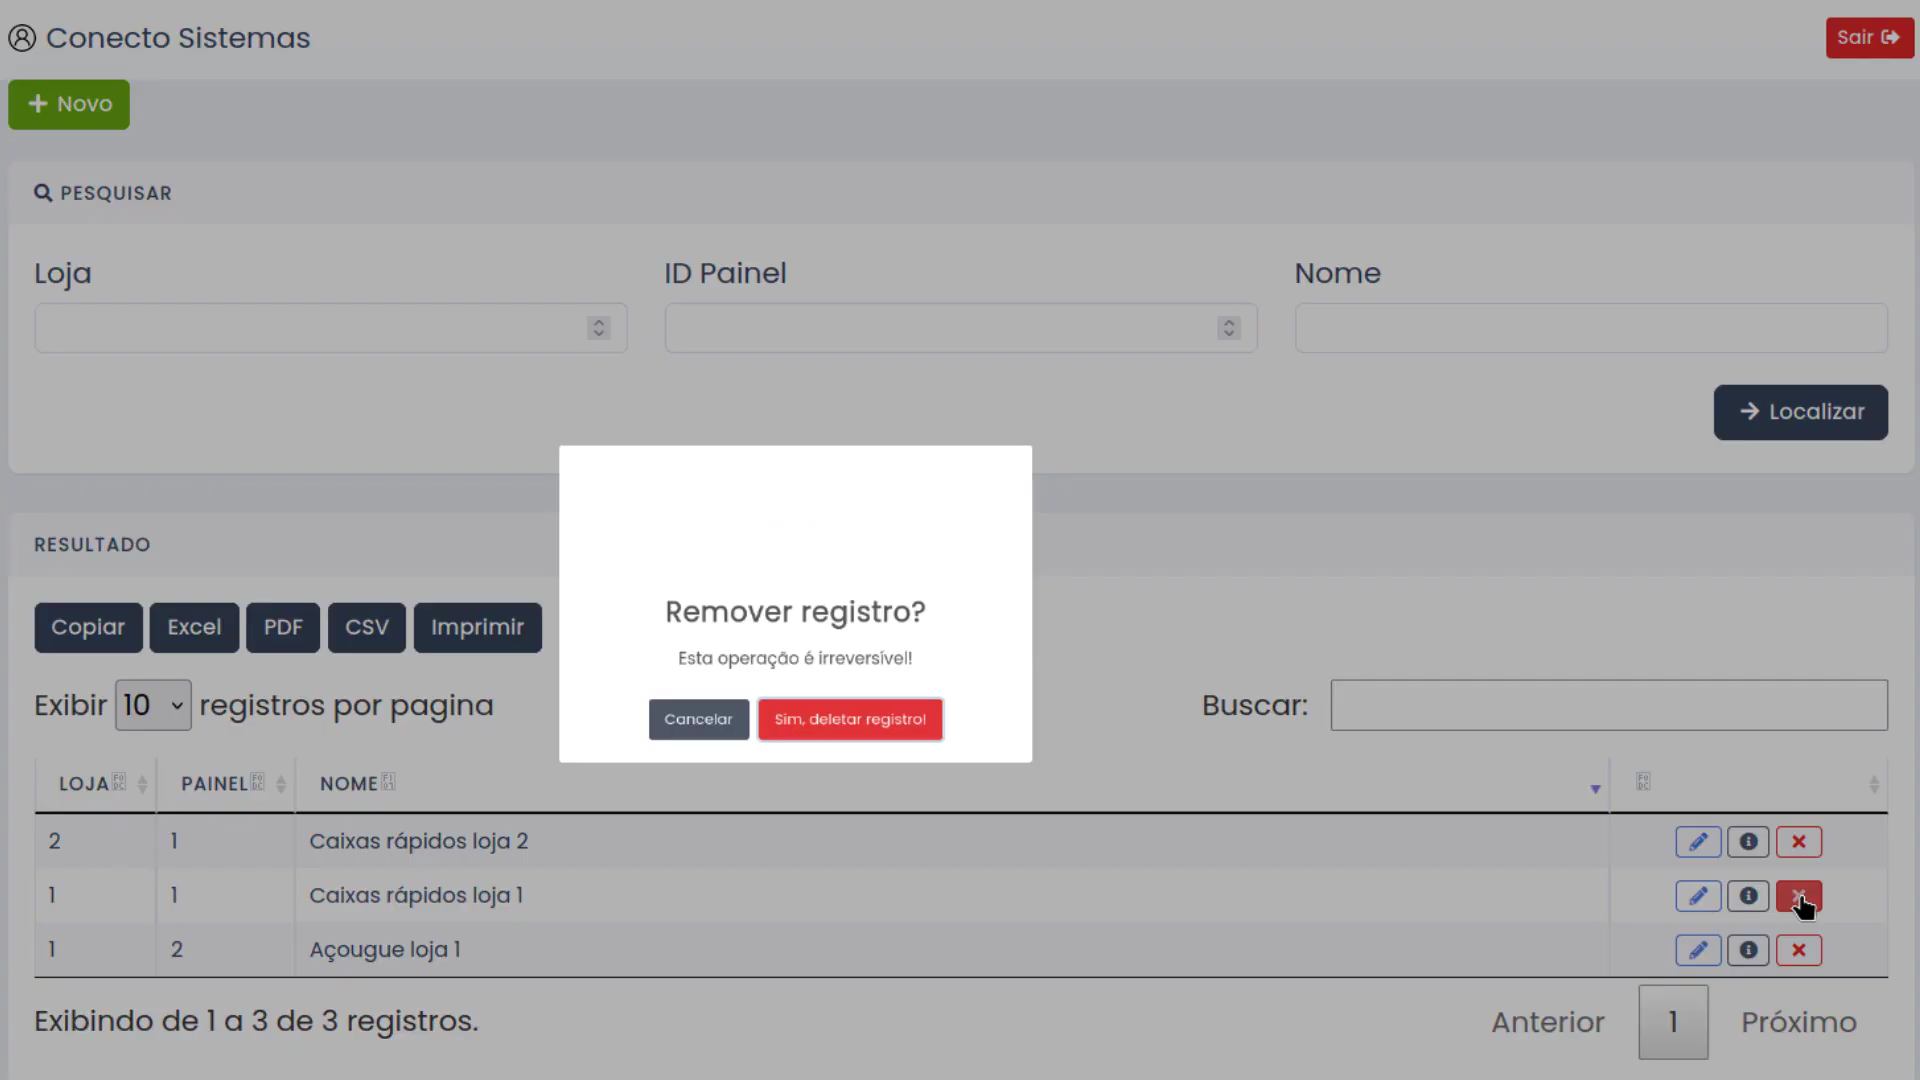 Conecto Sistemas
Sair
Novo
PESQUISAR
Loja
ID Painel
Nome
Localizar
RESULTADO
Copiar
Excel
PDF
CSV
Imprimir
Remover registro?
Esta operação é irreversível!
Cancelar
Sim, deletar registro!
Exibir 10 registros por pagina
Buscar:
LOJA PAINEL NOME
2 1 Caixas rápidos loja 2
1 1 Caixas rápidos loja 1
1 2 Açougue loja 1
Exibindo de 1 a 3 de 3 registros.
Anterior 1 Próximo